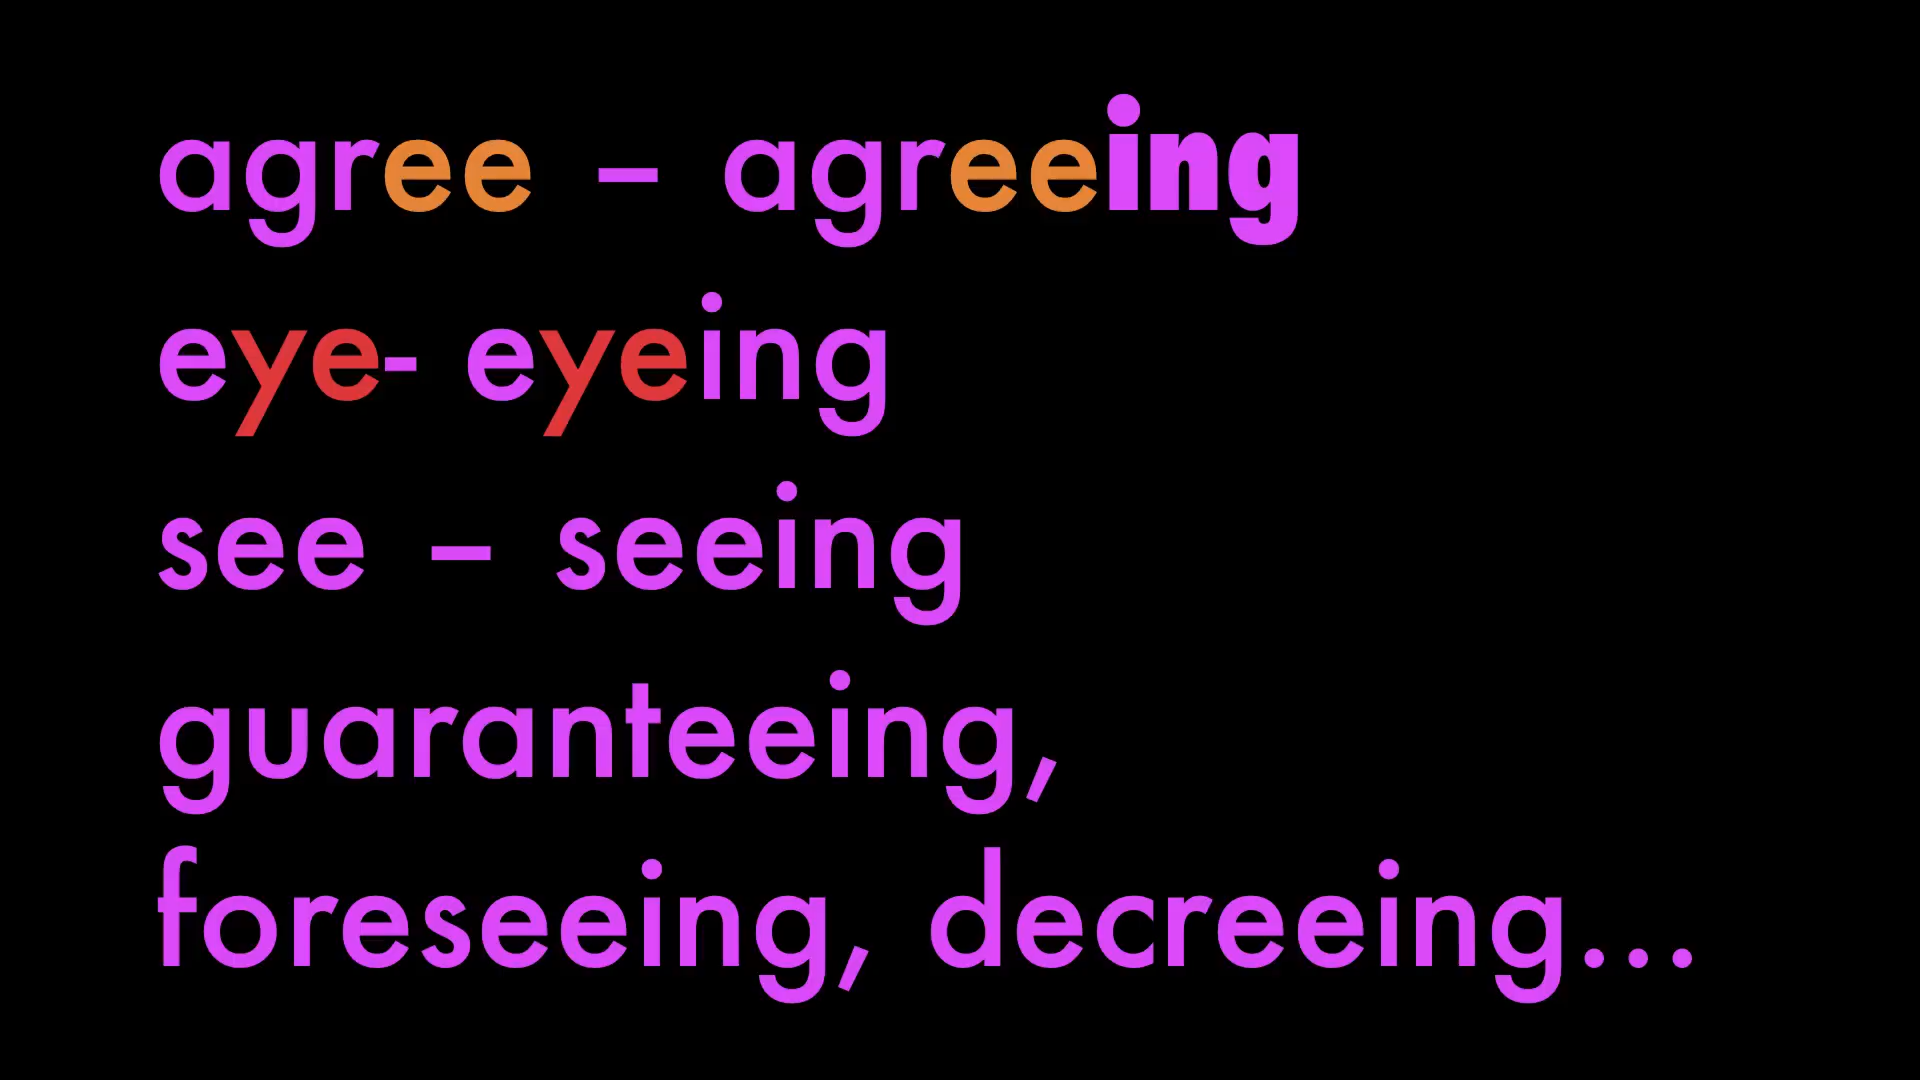 agree – agreeing
eye- eyeing
see – seeing
guaranteeing,
foreseeing, decreeing...